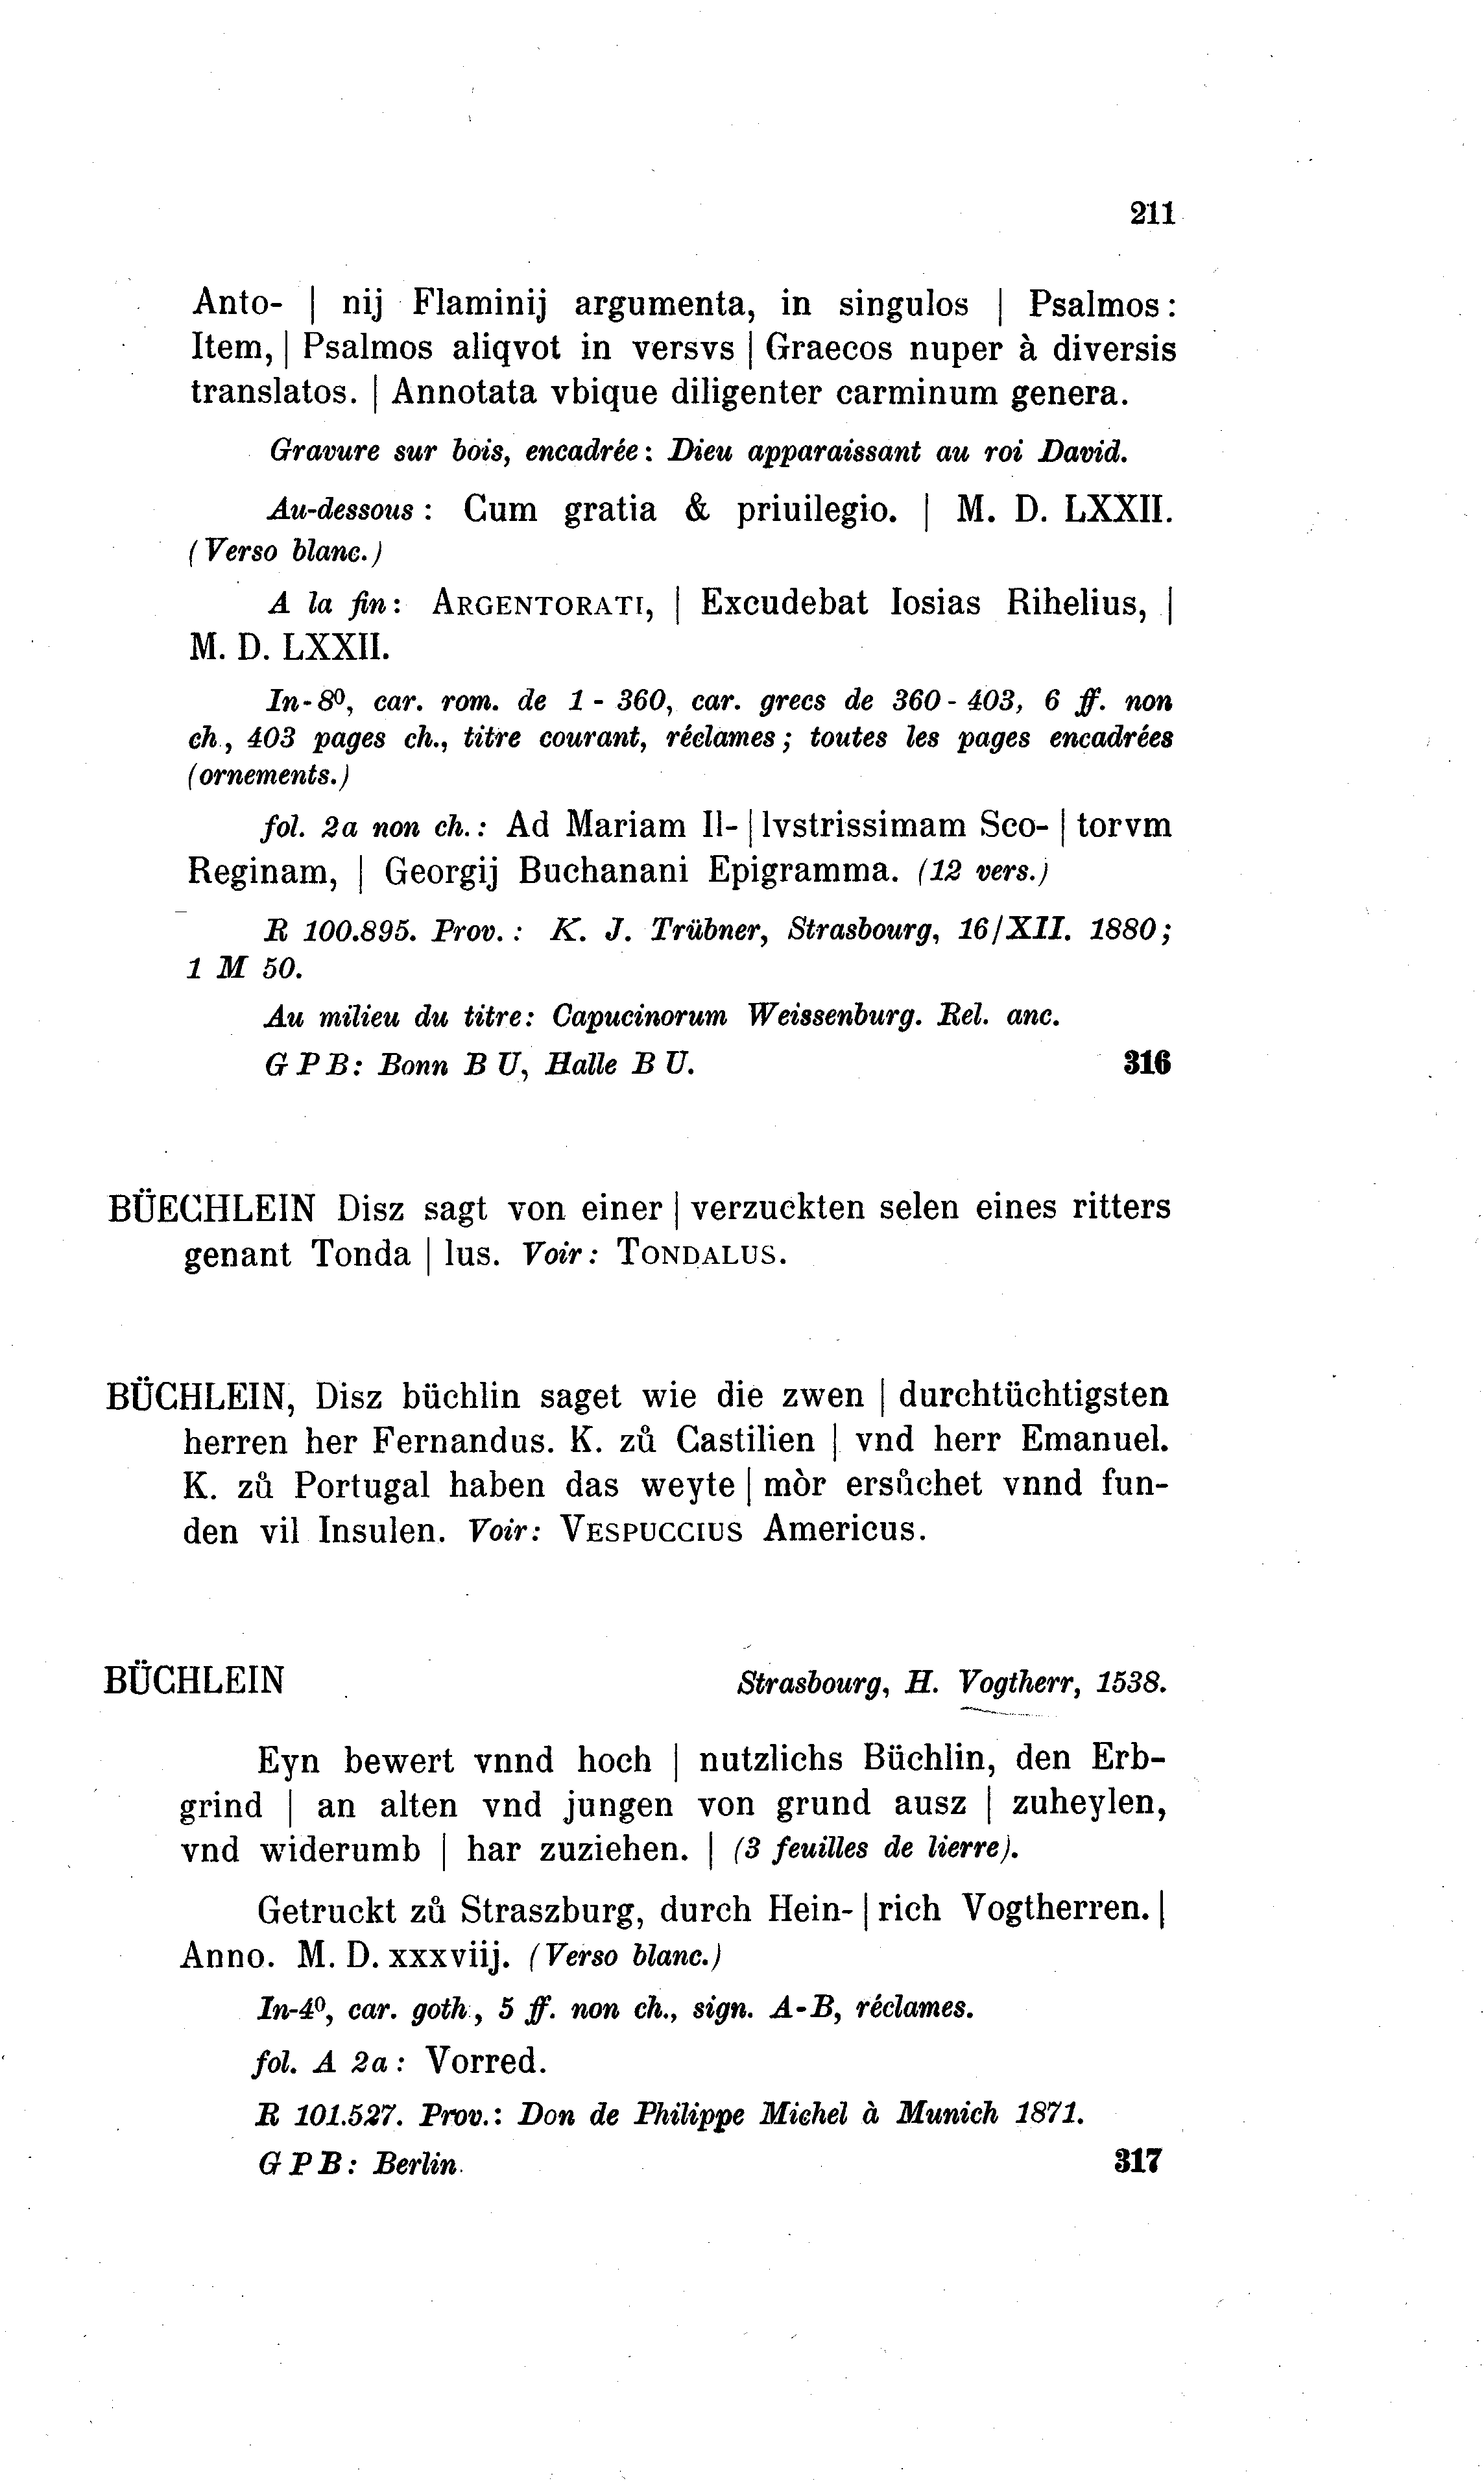 211
Anto- | nij Flaminij argumenta, in singulos | Psalmos:
Item, | Psalmos aliqvot in versvs | Graecos nuper à diversis
translatos. | Annotata vbique diligenter carminum genera.
Gravure sur bois, encadrée: Dieu apparaissant au roi David.
Au-dessous: Cum gratia & priuilegio. | M. D. LXXII.
(Verso blanc.)
A la fin: ARGENTORATI, | Excudebat Iosias Rihelius, |
M. D. LXXII.
In-8º, car. rom. de 1 - 360, car. grecs de 360 - 403, 6 ff. non
ch., 403 pages ch., titre courant, réclames; toutes les pages encadrées
(ornements.)
fol. 2a non ch.: Ad Mariam Il- | lvstrissimam Sco- | torvm
Reginam, | Georgij Buchanani Epigramma. (12 vers.)
R 100.895. Prov.: K. J. Trübner, Strasbourg, 16/XII. 1880;
1 M 50.
Au milieu du titre: Capucinorum Weissenburg. Rel. anc.
G P B: Bonn B U, Halle B U. 316
BÜECHLEIN Disz sagt von einer | verzuckten selen eines ritters
genant Tonda | lus. Voir: TONDALUS.
BÜCHLEIN, Disz büchlin saget wie die zwen | durchtüchtigsten
herren her Fernandus. K. zů Castilien | vnd herr Emanuel.
K. zů Portugal haben das weyte | mòr ersůchet vnnd fun-
den vil Insulen. Voir: VESPUCCIUS Americus.
BÜCHLEIN Strasbourg, H. Vogtherr, 1538.
Eyn bewert vnnd hoch | nutzlichs Büchlin, den Erb-
grind | an alten vnd jungen von grund ausz | zuheylen,
vnd widerumb | har zuziehen. | (3 feuilles de lierre).
Getruckt zů Straszburg, durch Hein- | rich Vogtherren. |
Anno. M. D. xxxviij. (Verso blanc.)
In-4º, car. goth., 5 ff. non ch., sign. A-B, réclames.
fol. A 2a: Vorred.
R 101.527. Prov.: Don de Philippe Michel à Munich 1871.
G P B: Berlin. 317